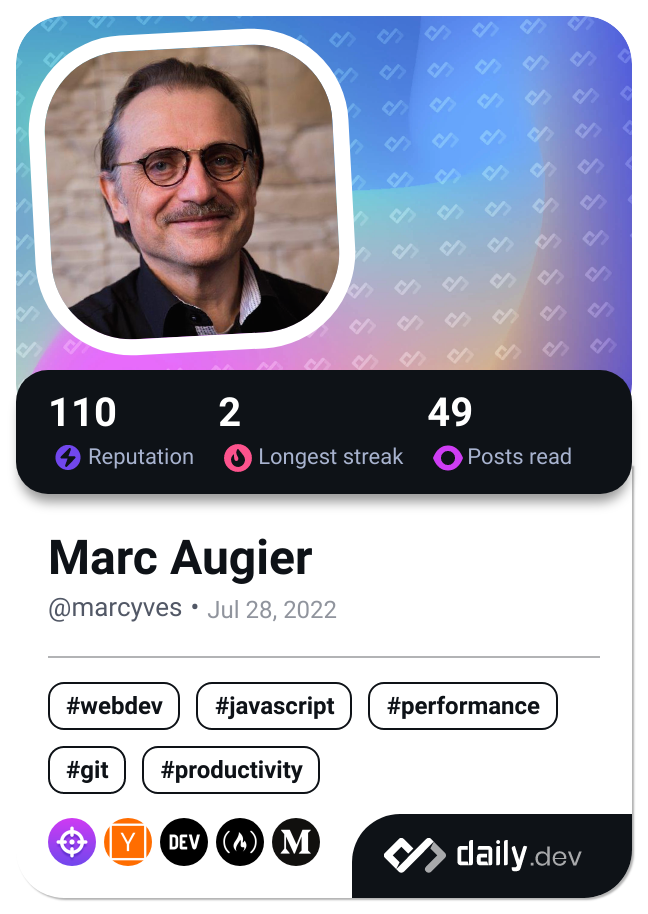 110 2 49
Reputation Longest streak Posts read
Marc Augier
@marcyves • Jul 28, 2022
#webdev #javascript #performance
#git #productivity
Y DEV M daily.dev